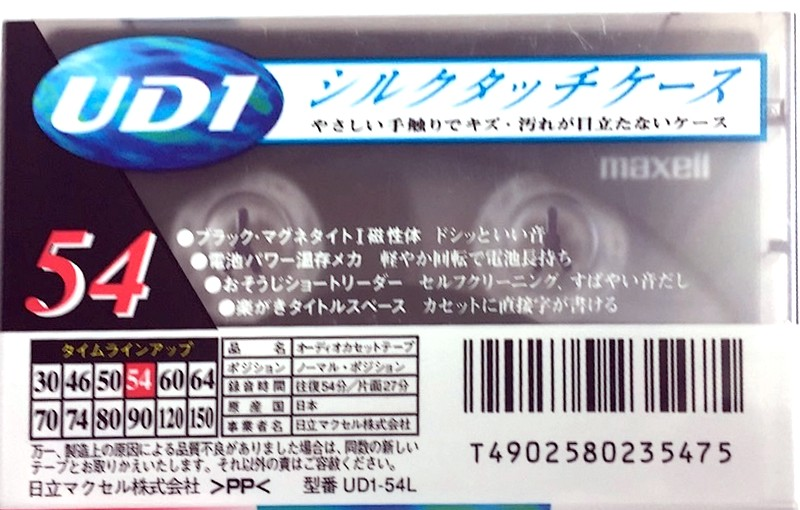 UD1
シルクタッチケース
やさしい手触りでキズ・汚れが目立たないケース
maxell
54
●ブラック・マグネタイトI磁性体 ドシッといい音
●電池パワー温存メカ 軽やか回転で電池長持ち
●おそうじショートリーダー セルフクリーニング、すばやい音だし
●楽がきタイトルスペース カセットに直接字が書ける
タイムラインアップ
30 46 50 54 60 64
70 74 80 90 120 150
品 名 オーディオカセットテープ
ポジション ノーマル・ポジション
録音時間 往復54分/片面27分
原産国 日本
事業者名 日立マクセル株式会社
万一、製造上の原因による品質不良がありました場合は、同数の新しい
テープとお取りかえいたします。それ以外の責はご容赦ください。
日立マクセル株式会社 >PP< 型番 UD1-54L
T4902580235475